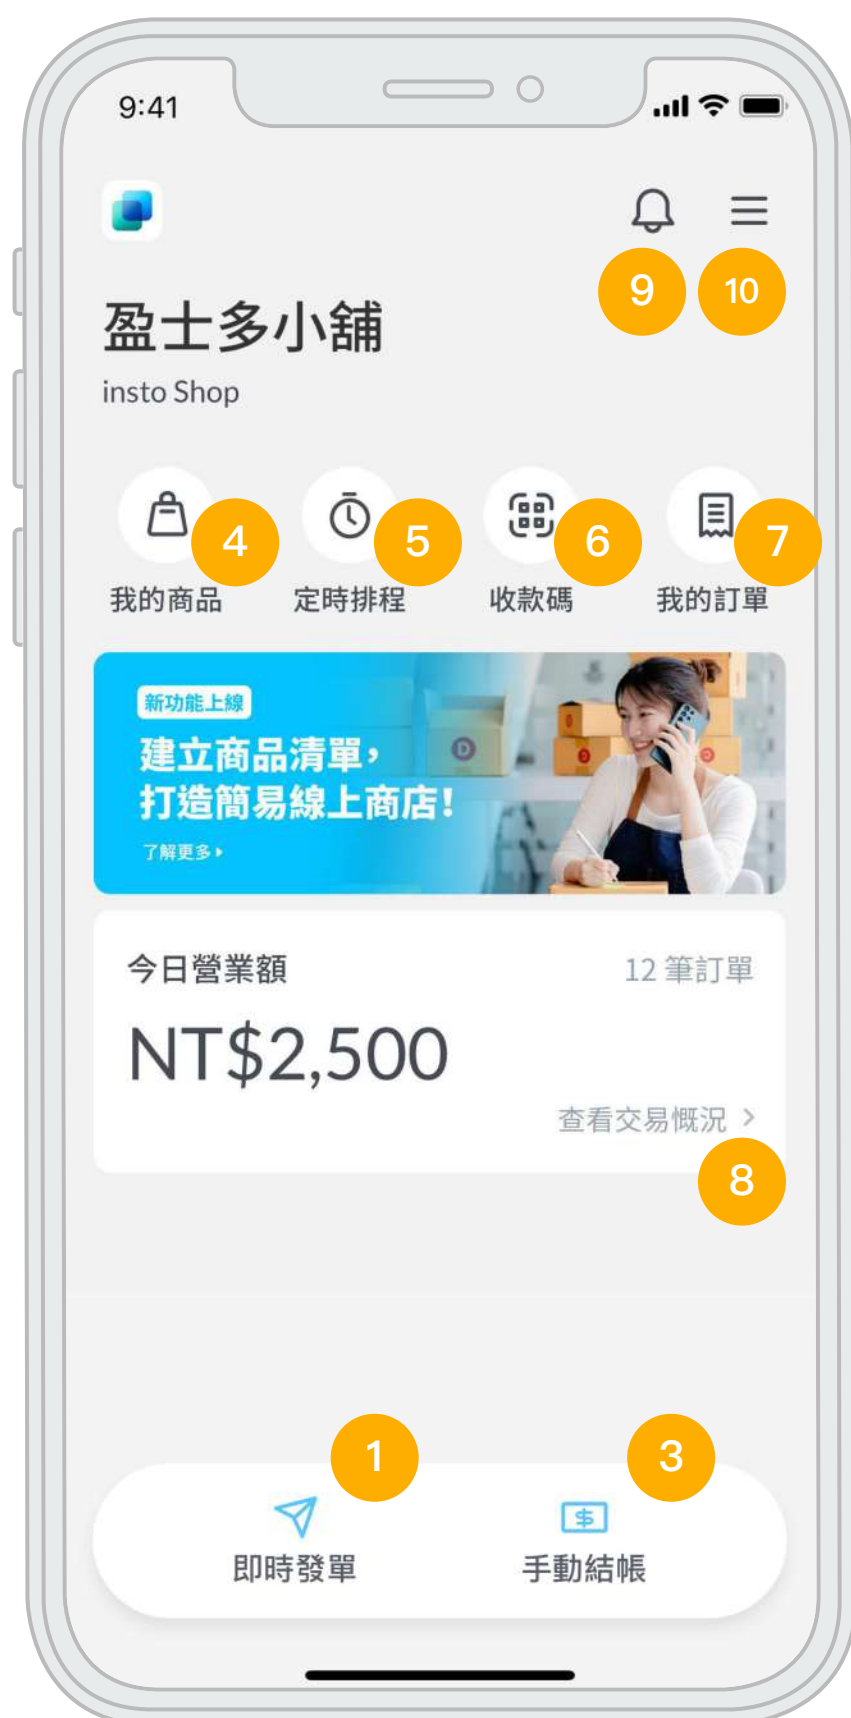 9:41
9
10
盈士多小舖
insto Shop
4
5
6
7
我的商品
定時排程
收款碼
我的訂單
新功能上線
建立商品清單，
打造簡易線上商店！
了解更多
今日營業額
12 筆訂單
NT$2,500
查看交易概況
8
1
3
即時發單
手動結帳